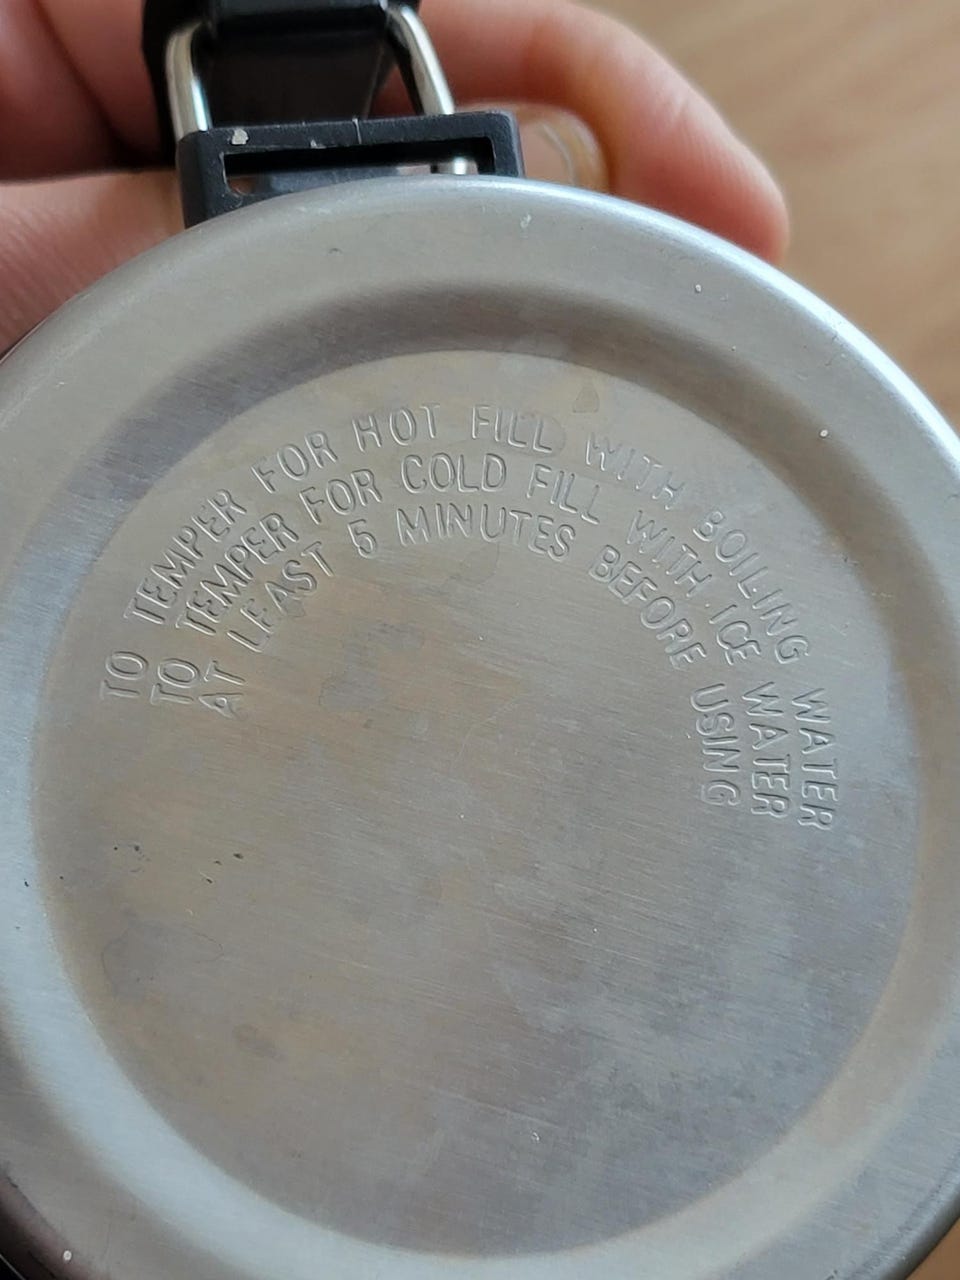 TO TEMPER FOR HOT FILL WITH BOILING WATER
TO TEMPER FOR COLD FILL WITH ICE WATER
AT LEAST 5 MINUTES BEFORE USING